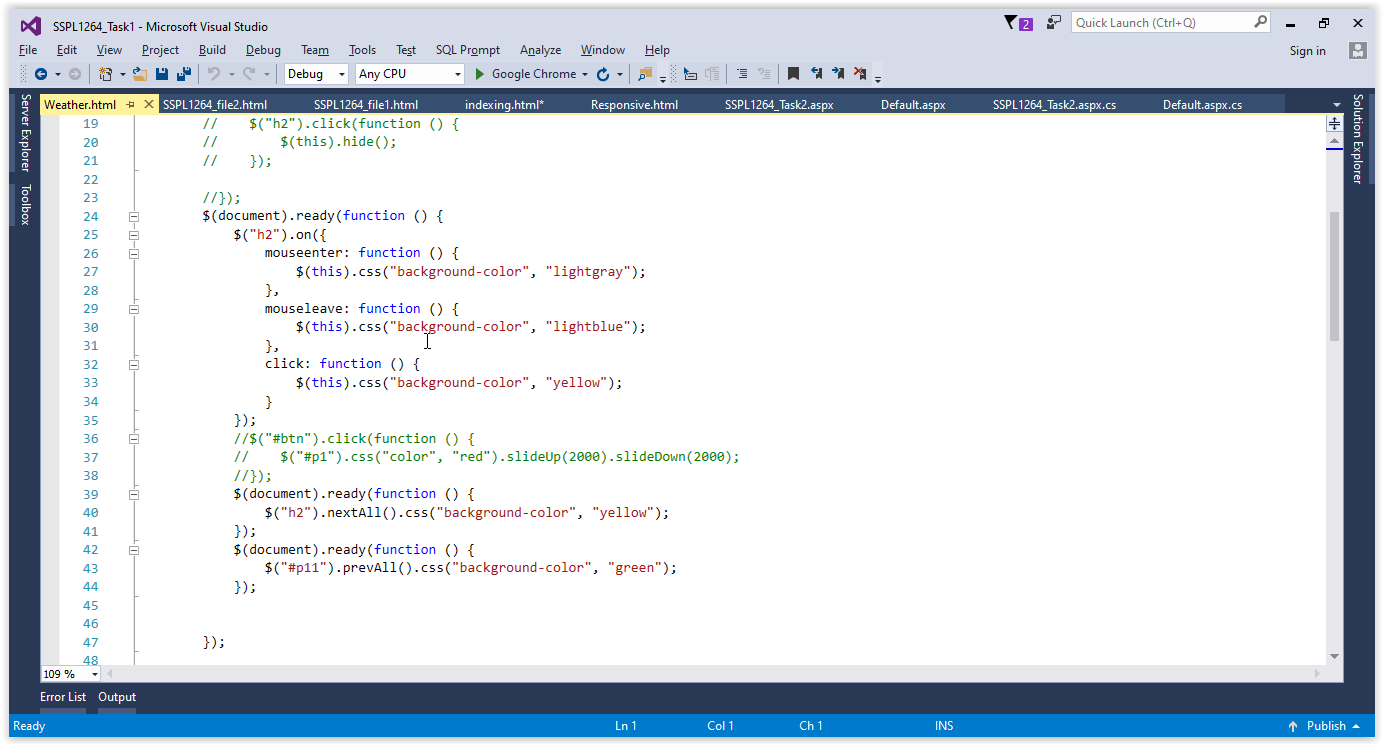 SSPL1264_Task1 - Microsoft Visual Studio
2
Quick Launch (Ctrl+Q)
File Edit View Project Build Debug Team Tools Test SQL Prompt Analyze Window Help
Sign in
Debug Any CPU Google Chrome
Server Explorer
Toolbox
Solution Explorer
Weather.html SSPL1264_file2.html SSPL1264_file1.html indexing.html* Responsive.html SSPL1264_Task2.aspx Default.aspx SSPL1264_Task2.aspx.cs Default.aspx.cs
19 //    $("h2").click(function () {
20 //        $(this).hide();
21 //    });
22
23 //});
24 $(document).ready(function () {
25     $("h2").on({
26         mouseenter: function () {
27             $(this).css("background-color", "lightgray");
28         },
29         mouseleave: function () {
30             $(this).css("background-color", "lightblue");
31         },
32         click: function () {
33             $(this).css("background-color", "yellow");
34         }
35     });
36     //$("#btn").click(function () {
37     //    $("#p1").css("color", "red").slideUp(2000).slideDown(2000);
38     //});
39     $(document).ready(function () {
40         $("h2").nextAll().css("background-color", "yellow");
41     });
42     $(document).ready(function () {
43         $("#p11").prevAll().css("background-color", "green");
44     });
45
46
47 });
48
109 %
Error List Output
Ready Ln 1 Col 1 Ch 1 INS Publish